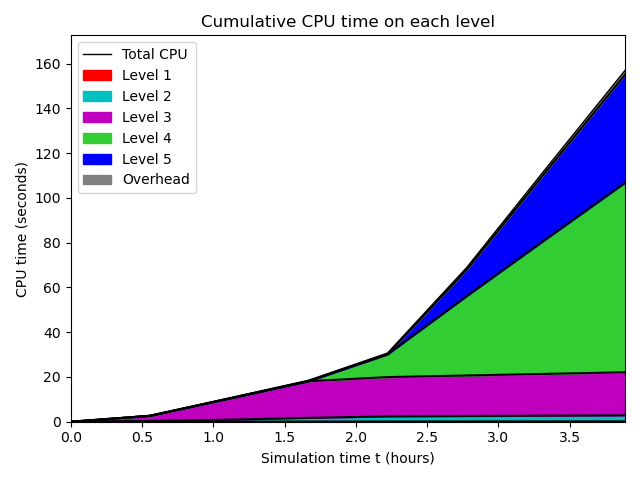 Cumulative CPU time on each level
Total CPU
Level 1
Level 2
Level 3
Level 4
Level 5
Overhead
160
140
120
100
80
60
40
20
0
CPU time (seconds)
0.0 0.5 1.0 1.5 2.0 2.5 3.0 3.5
Simulation time t (hours)